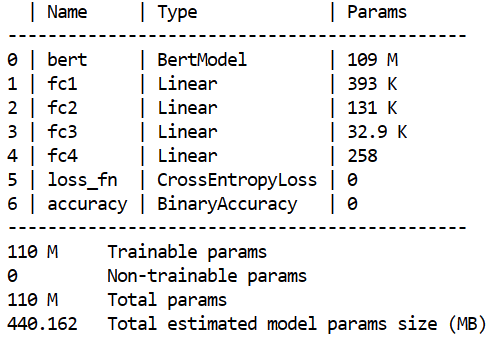 | Name     | Type             | Params
----------------------------------------------
0 | bert     | BertModel        | 109 M
1 | fc1      | Linear           | 393 K
2 | fc2      | Linear           | 131 K
3 | fc3      | Linear           | 32.9 K
4 | fc4      | Linear           | 258
5 | loss_fn  | CrossEntropyLoss | 0
6 | accuracy | BinaryAccuracy   | 0
----------------------------------------------
110 M     Trainable params
0         Non-trainable params
110 M     Total params
440.162   Total estimated model params size (MB)